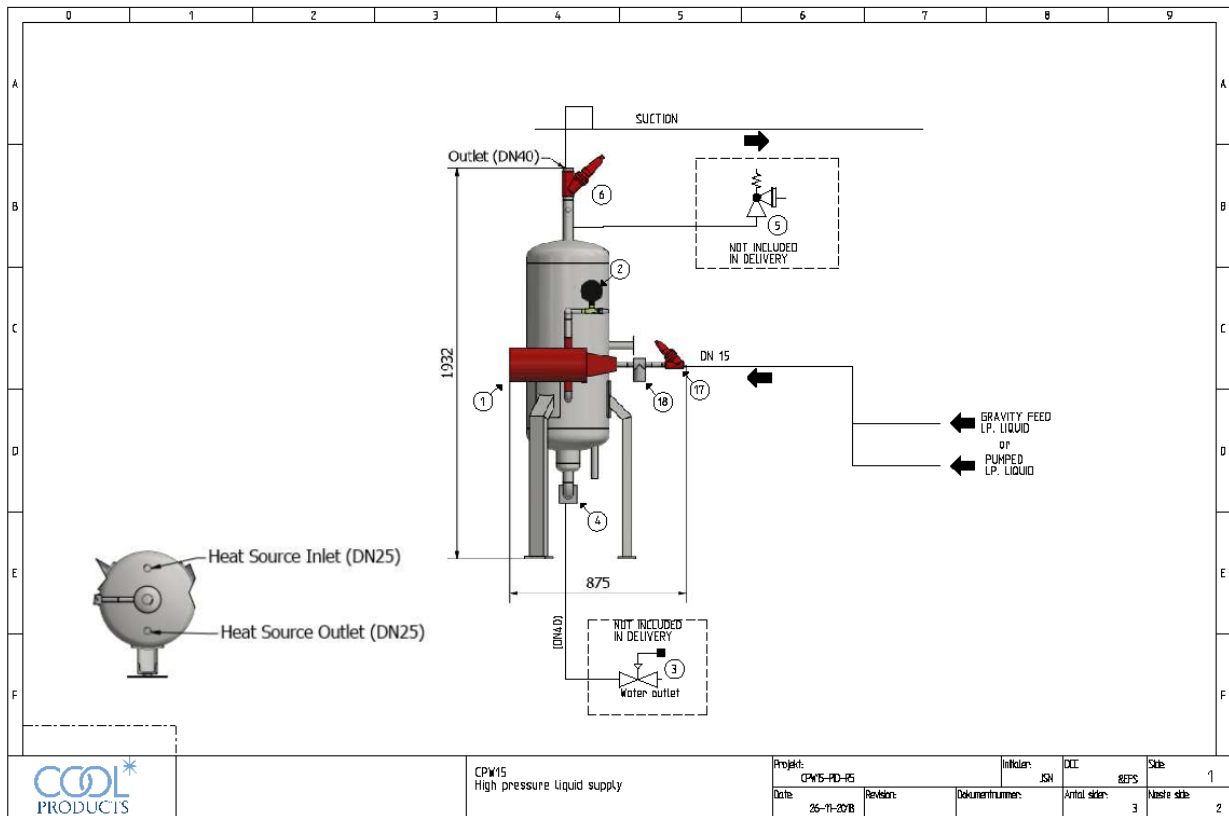 0 1 2 3 4 5 6 7 8 9
A A
SUCTION
Outlet (DN40)
6
B B
5
NOT INCLUDED
IN DELIVERY
2
C C
1932
DN 15
1
18
17
GRAVITY FEED
LP. LIQUID
or
PUMPED
LP. LIQUID
D D
4
E E
Heat Source Inlet (DN25)
875
Heat Source Outlet (DN25)
(DN40)
NOT INCLUDED
IN DELIVERY
3
Water outlet
F F
COOL*
PRODUCTS
CPW15
High pressure liquid supply
Projekt:
CPW15-PID-R5
Initialer:
JSN
DCC
&EFS
Side:
1
Date:
26-11-2018
Revision:
Dokumentnummer:
Antal sider:
3
Næste side:
2